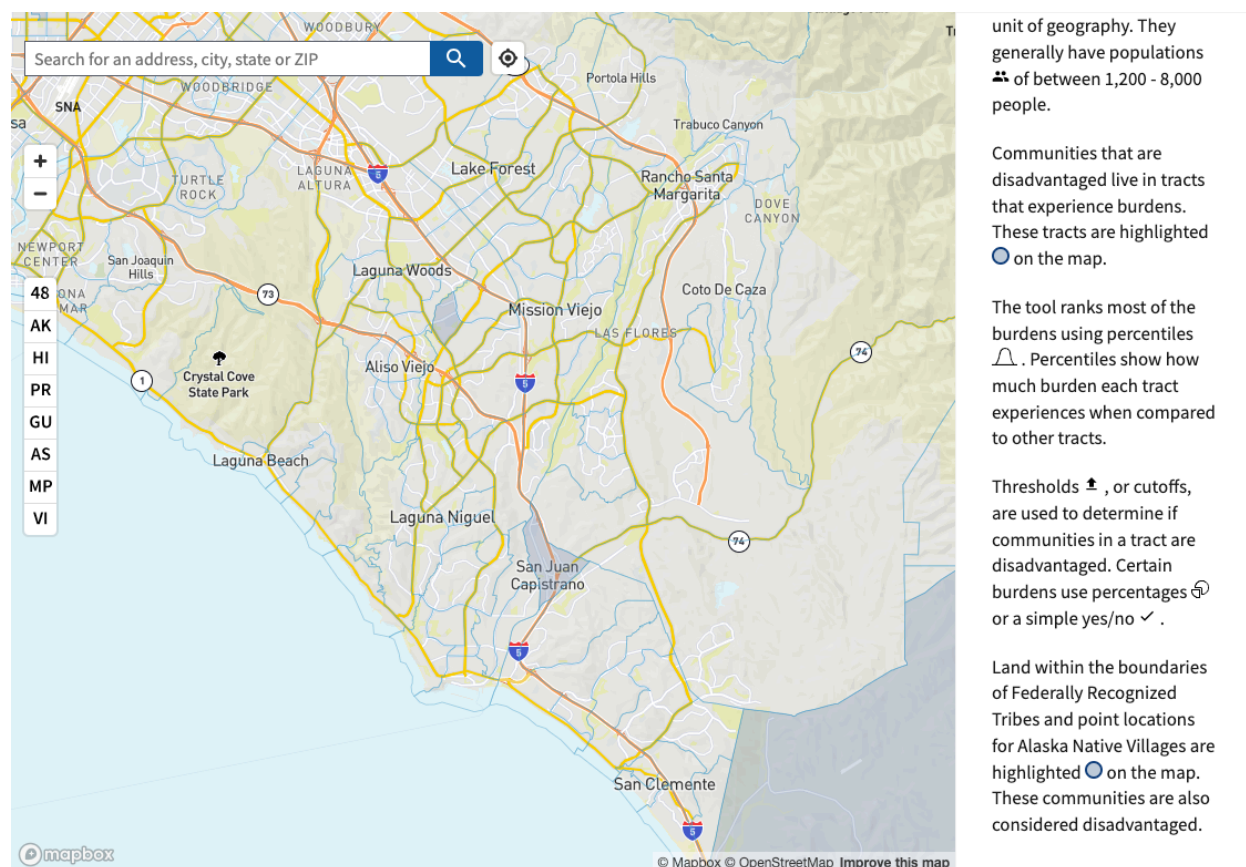 WOODBURY
Search for an address, city, state or ZIP
Portola Hills
WOODBRIDGE
SNA
Trabuco Canyon
+
−
LAGUNA
ALTURA
5
Lake Forest
Rancho Santa
Margarita
TURTLE
ROCK
DOVE
CANYON
NEWPORT
CENTER
San Joaquin
Hills
Laguna Woods
48
AK
HI
PR
GU
AS
MP
VI
73
Coto De Caza
Mission Viejo
LAS FLORES
74
Crystal Cove
State Park
Aliso Viejo
1
5
Laguna Beach
Laguna Niguel
74
San Juan
Capistrano
5
San Clemente
5
mapbox
© Mapbox © OpenStreetMap Improve this map
unit of geography. They
generally have populations
of between 1,200 - 8,000
people.
Communities that are
disadvantaged live in tracts
that experience burdens.
These tracts are highlighted
on the map.
The tool ranks most of the
burdens using percentiles
. Percentiles show how
much burden each tract
experiences when compared
to other tracts.
Thresholds , or cutoffs,
are used to determine if
communities in a tract are
disadvantaged. Certain
burdens use percentages
or a simple yes/no .
Land within the boundaries
of Federally Recognized
Tribes and point locations
for Alaska Native Villages are
highlighted on the map.
These communities are also
considered disadvantaged.